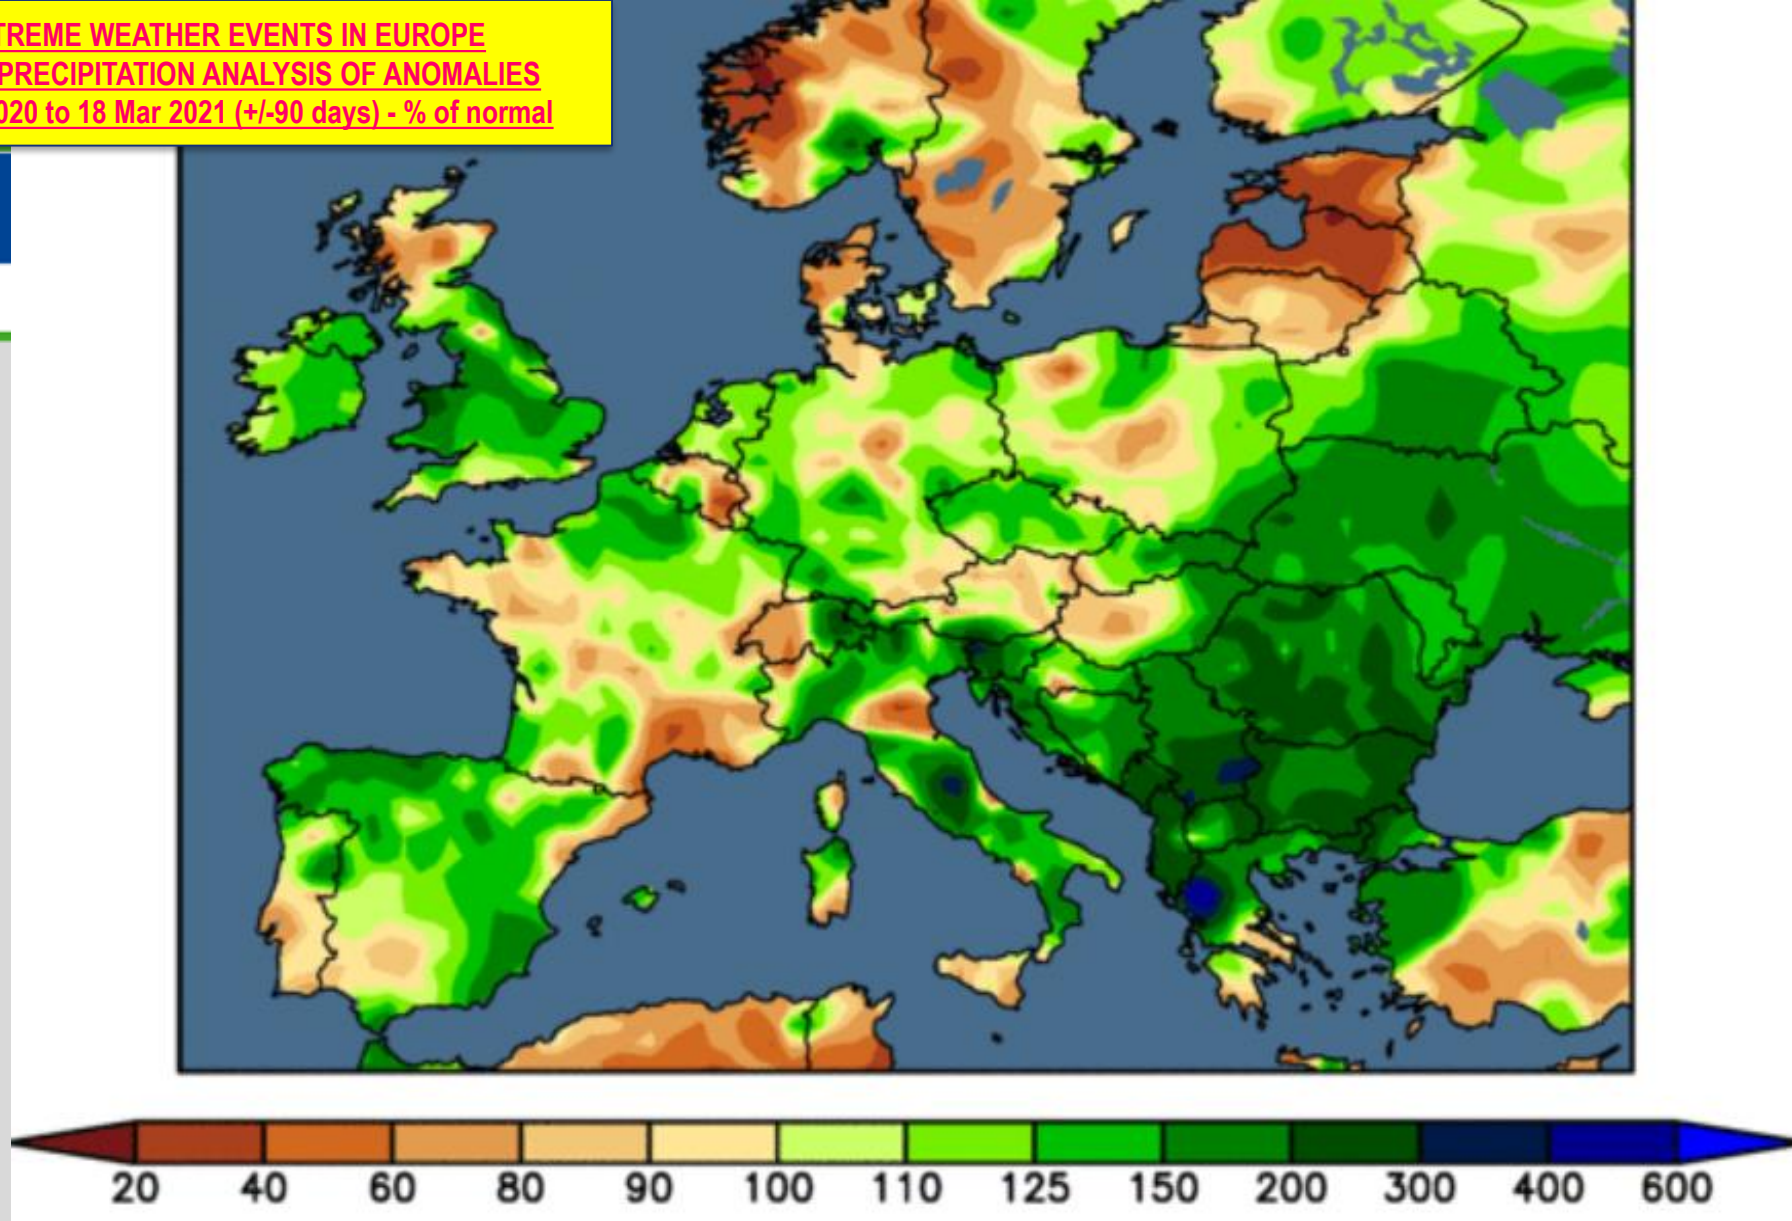 TREME WEATHER EVENTS IN EUROPE
PRECIPITATION ANALYSIS OF ANOMALIES
020 to 18 Mar 2021 (+/-90 days) - % of normal
20 40 60 80 90 100 110 125 150 200 300 400 600